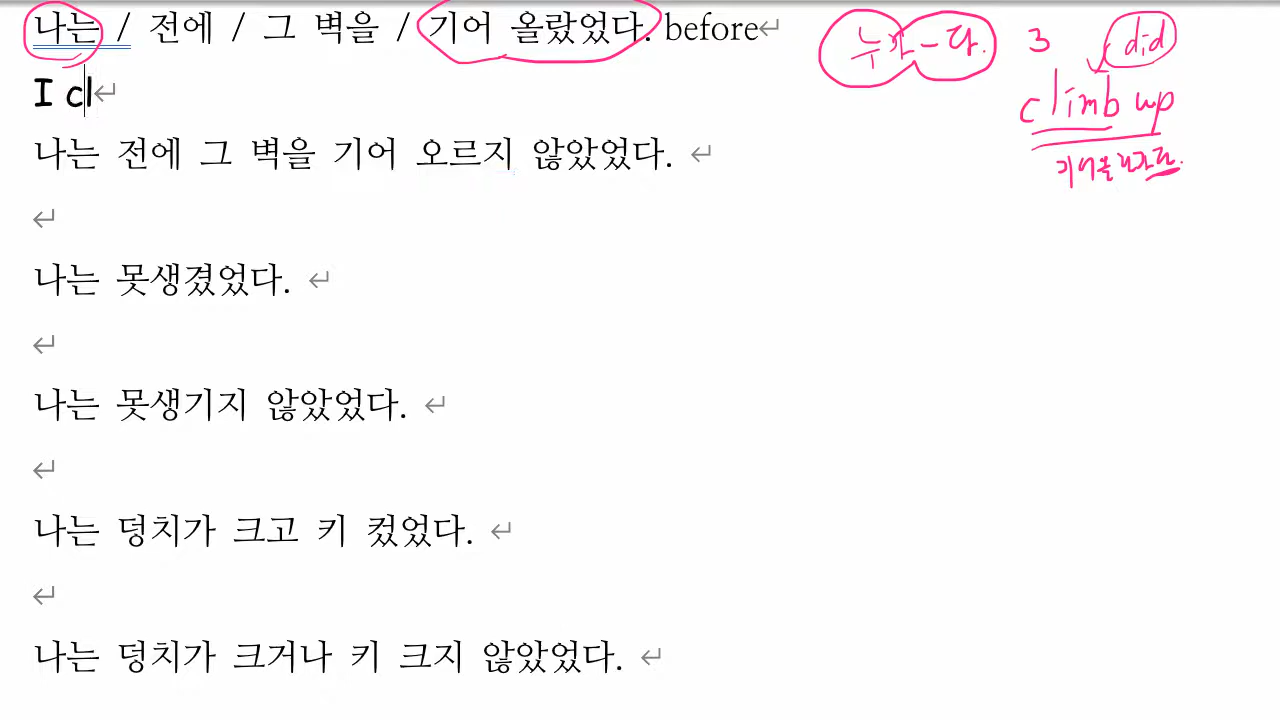 나는 / 전에 / 그 벽을 / 기어 올랐었다. before
누가-다. 3 did
I cl
climb up
나는 전에 그 벽을 기어 오르지 않았었다.
나는 못생겼었다.
나는 못생기지 않았었다.
나는 덩치가 크고 키 컸었다.
나는 덩치가 크거나 키 크지 않았었다.